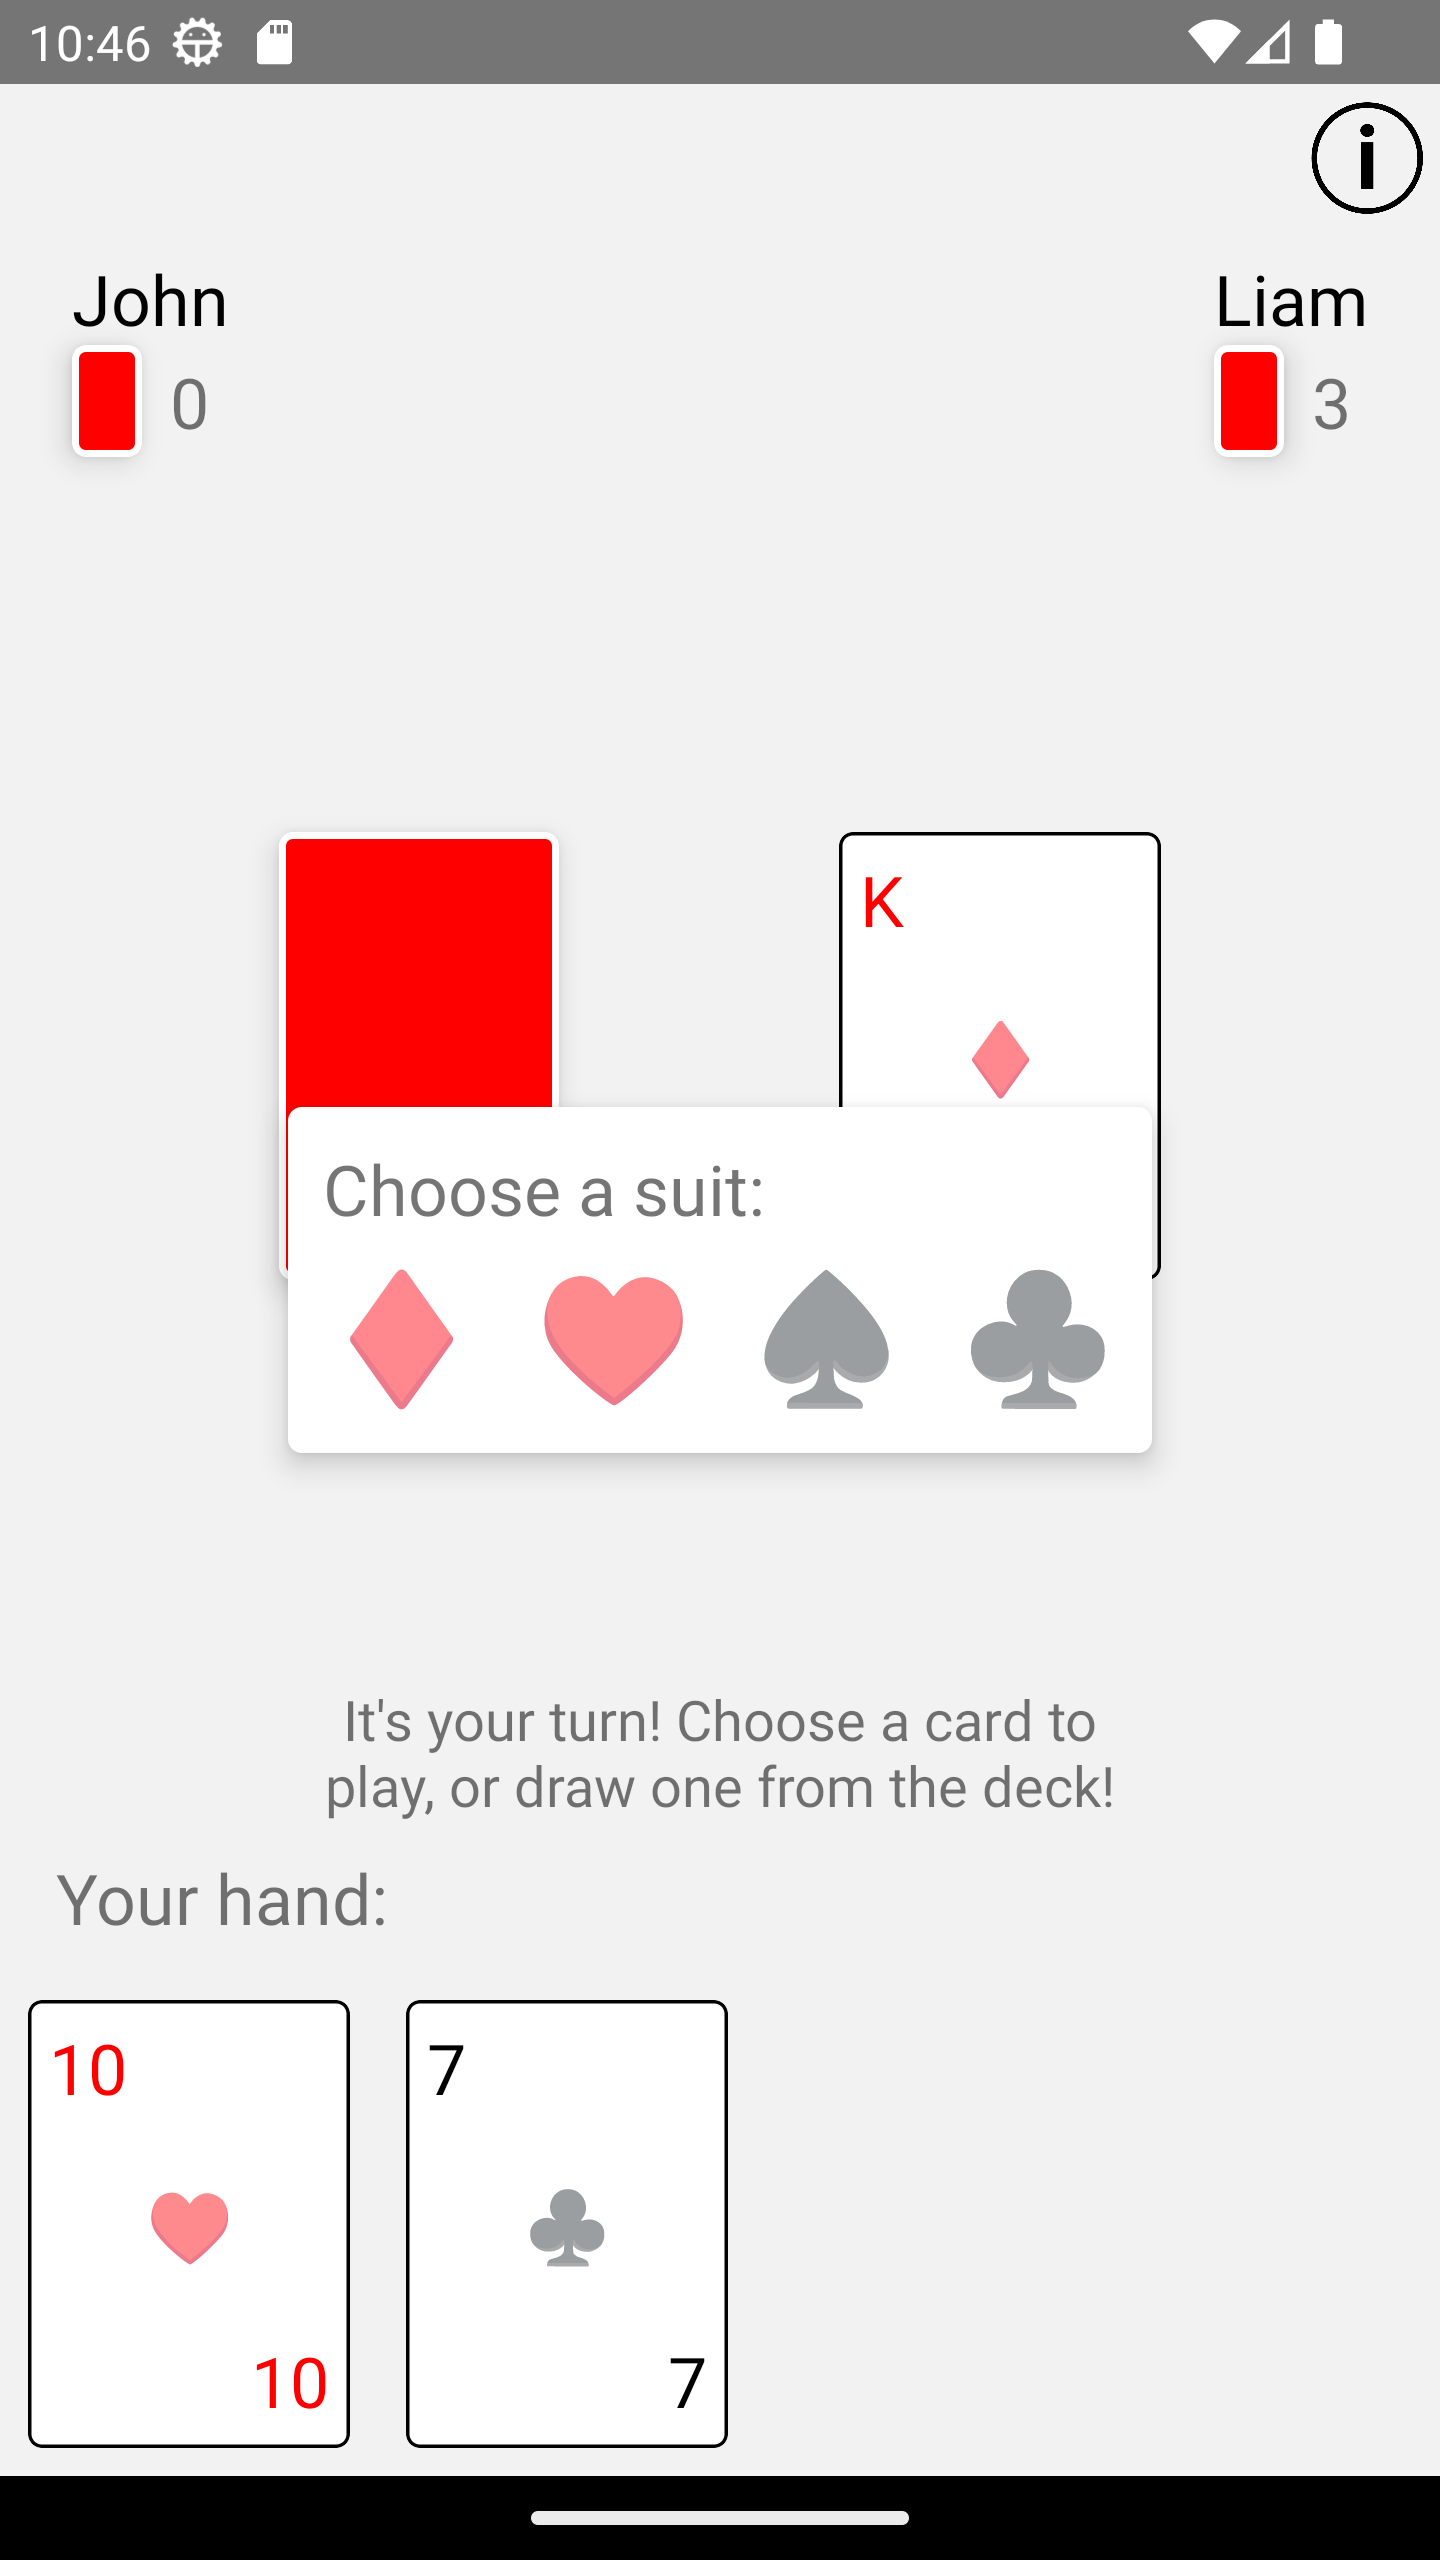 10:46
i
John
Liam
0
3
K
Choose a suit:
It's your turn! Choose a card to
play, or draw one from the deck!
Your hand:
10
7
10
7